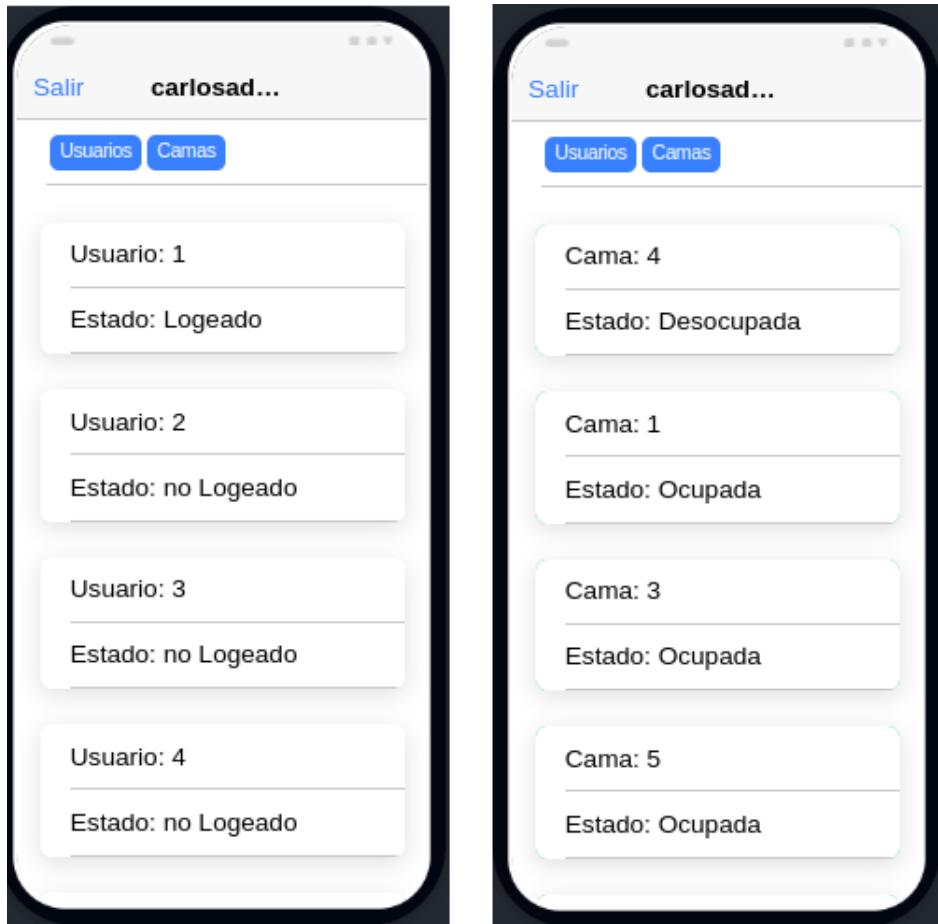 Salir carlosad...
Usuarios Camas
Usuario: 1
Estado: Logeado
Usuario: 2
Estado: no Logeado
Usuario: 3
Estado: no Logeado
Usuario: 4
Estado: no Logeado
Salir carlosad...
Usuarios Camas
Cama: 4
Estado: Desocupada
Cama: 1
Estado: Ocupada
Cama: 3
Estado: Ocupada
Cama: 5
Estado: Ocupada